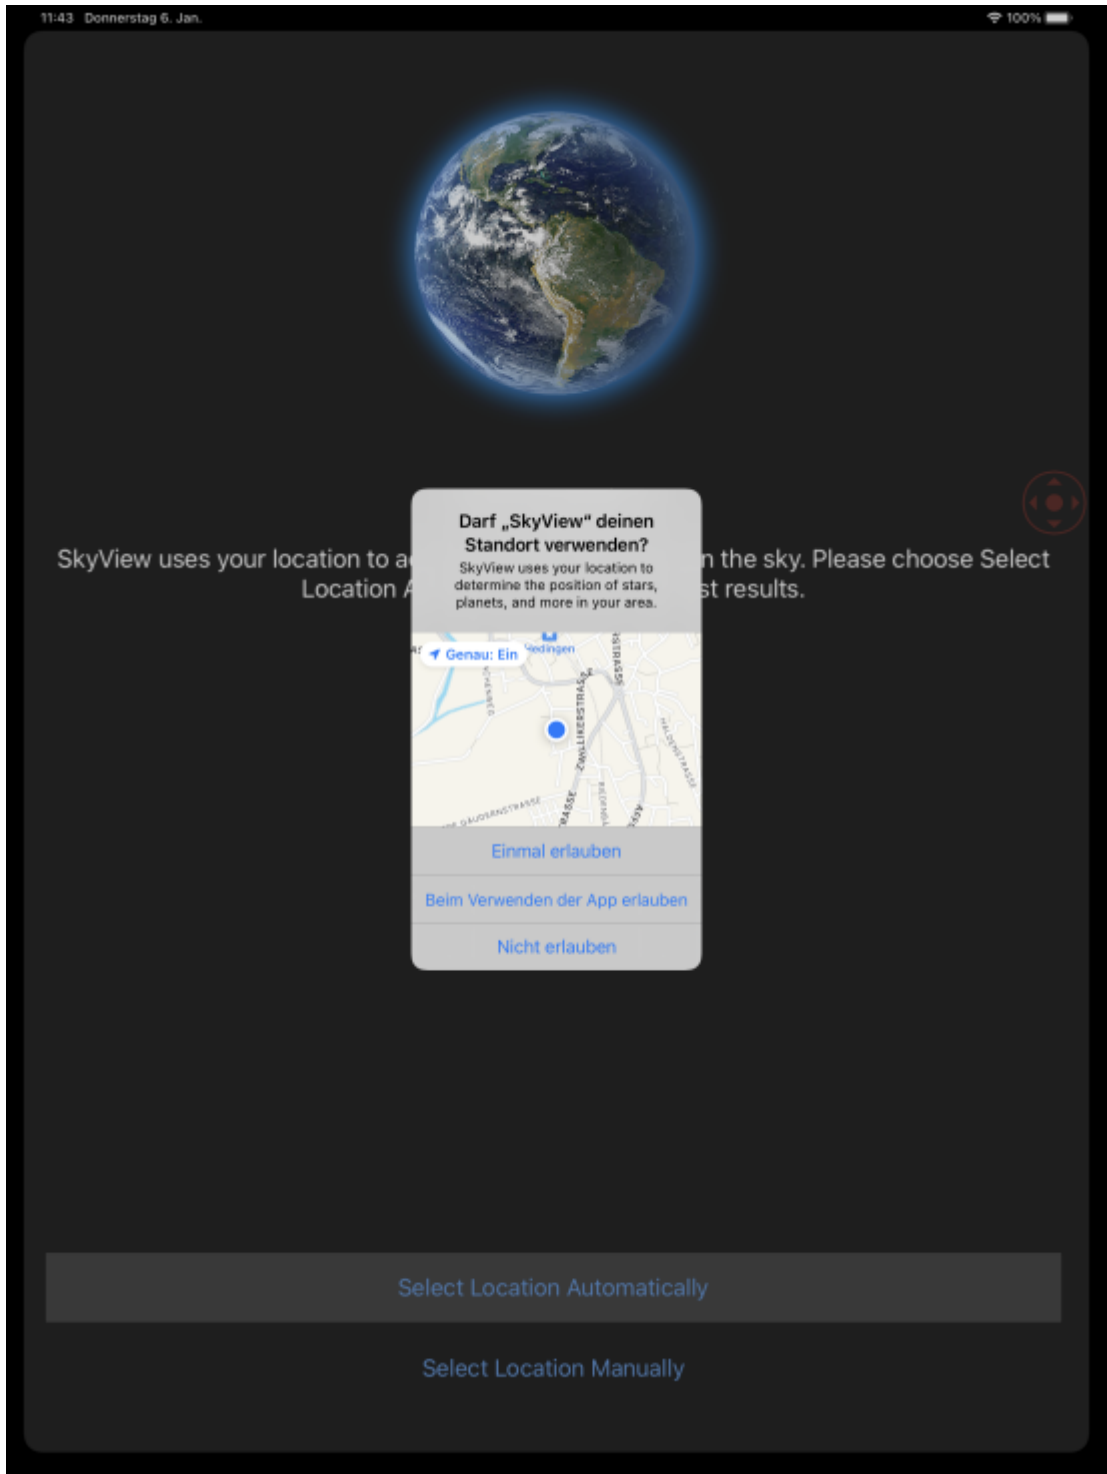 11:43 Donnerstag 6. Jan.
100%
SkyView uses your location to
n the sky. Please choose Select
Location
st results.
Darf „SkyView“ deinen
Standort verwenden?
SkyView uses your location to
determine the position of stars,
planets, and more in your area.
Genau: Ein
ZWILLIKERSTRASSE
HALDENSTRASSE
Einmal erlauben
Beim Verwenden der App erlauben
Nicht erlauben
Select Location Automatically
Select Location Manually